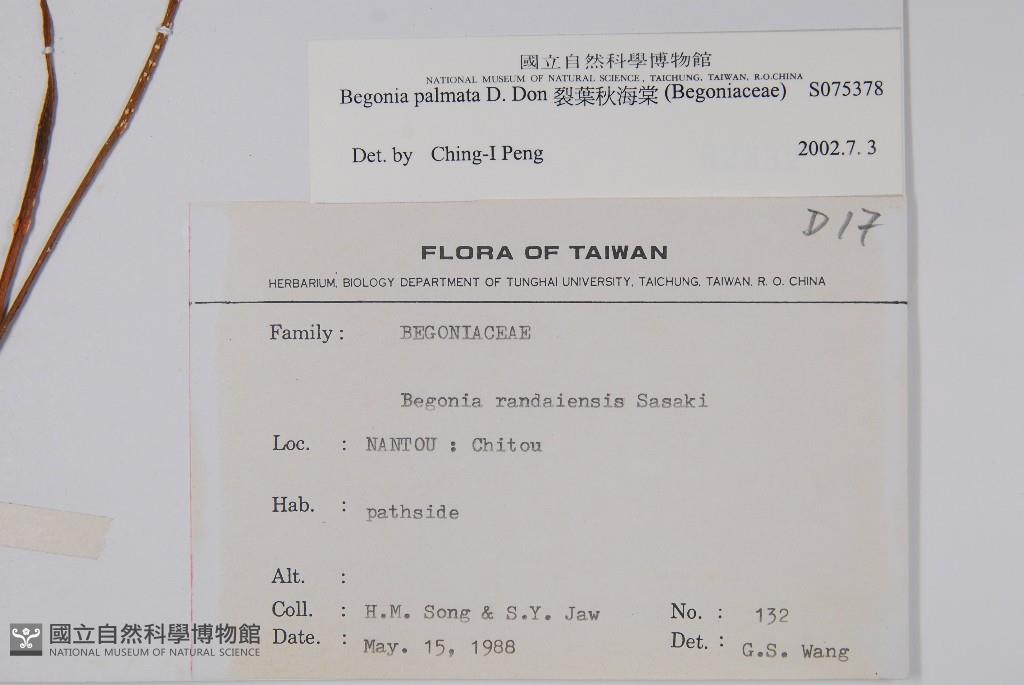 國立自然科學博物館
NATIONAL MUSEUM OF NATURAL SCIENCE, TAICHUNG, TAIWAN, R.O.CHINA
Begonia palmata D. Don 裂葉秋海棠 (Begoniaceae) S075378
Det. by Ching-I Peng 2002.7. 3
D17
FLORA OF TAIWAN
HERBARIUM, BIOLOGY DEPARTMENT OF TUNGHAI UNIVERSITY, TAICHUNG, TAIWAN, R. O. CHINA
Family : BEGONIACEAE
Begonia randaiensis Sasaki
Loc. : NANTOU : Chitou
Hab. : pathside
Alt. :
Coll. : H.M. Song & S.Y. Jaw No. : 132
Date. : May. 15, 1988 Det. : G.S. Wang
國立自然科學博物館
NATIONAL MUSEUM OF NATURAL SCIENCE